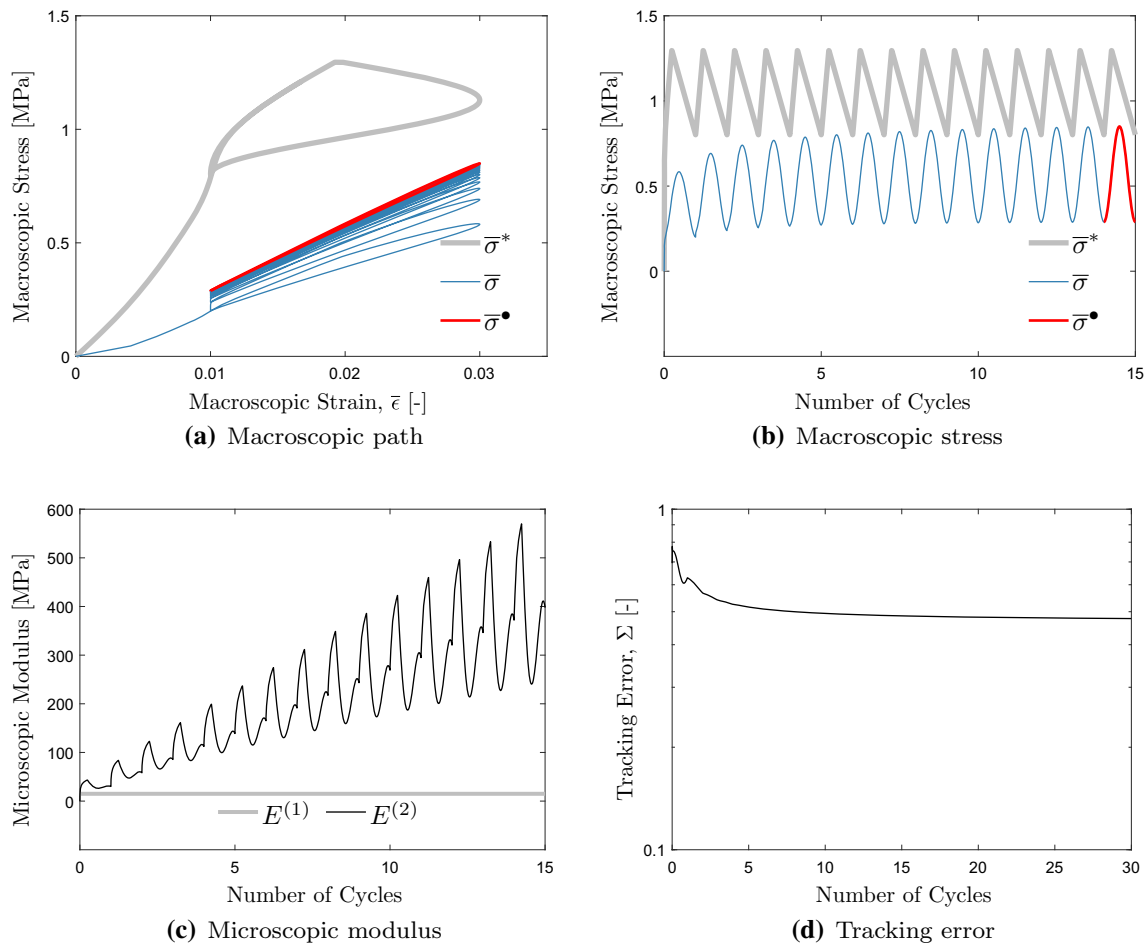 1.5
1
0.5
0
0 0.01 0.02 0.03
Macroscopic Stress [MPa]
Macroscopic Strain, ε̅ [-]
σ̅*
σ̅
σ̅•
(a) Macroscopic path
1.5
1
0.5
0
0 5 10 15
Macroscopic Stress [MPa]
Number of Cycles
σ̅*
σ̅
σ̅•
(b) Macroscopic stress
600
500
400
300
200
100
0
0 5 10 15
Microscopic Modulus [MPa]
Number of Cycles
E⁽¹⁾ E⁽²⁾
(c) Microscopic modulus
1
0.1
0 5 10 15 20 25 30
Tracking Error, Σ [-]
Number of Cycles
(d) Tracking error